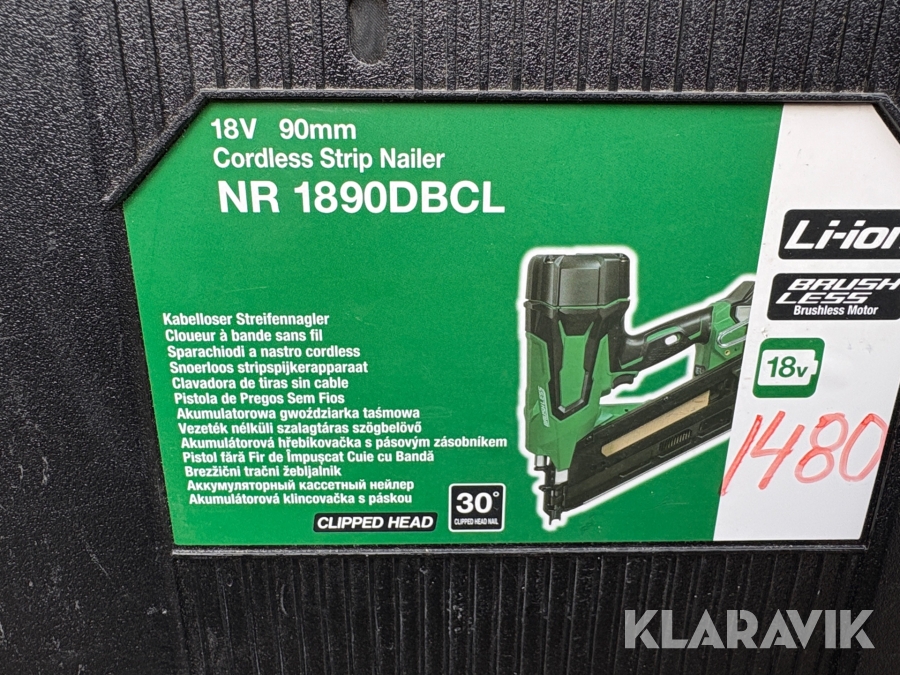 18V 90mm
Cordless Strip Nailer
NR 1890DBCL
Li-ion
BRUSH
LESS
Brushless Motor
18v
1480
Kabelloser Streifennagler
Cloueur à bande sans fil
Sparachiodi a nastro cordless
Snoerloos stripspijkerapparaat
Clavadora de tiras sin cable
Pistola de Pregos Sem Fios
Akumulatorowa gwoździarka taśmowa
Vezeték nélküli szalagtáras szögbelövő
Akumulátorová hřebíkovačka s pásovým zásobníkem
Pistol fără Fir de Împuşcat Cuie cu Bandă
Brezžični tračni žebljalnik
Аккумуляторный кассетный нейлер
Akumulátorová klincovačka s páskou
CLIPPED HEAD
30°
CLIPPED HEAD NAIL
KLARAVIK